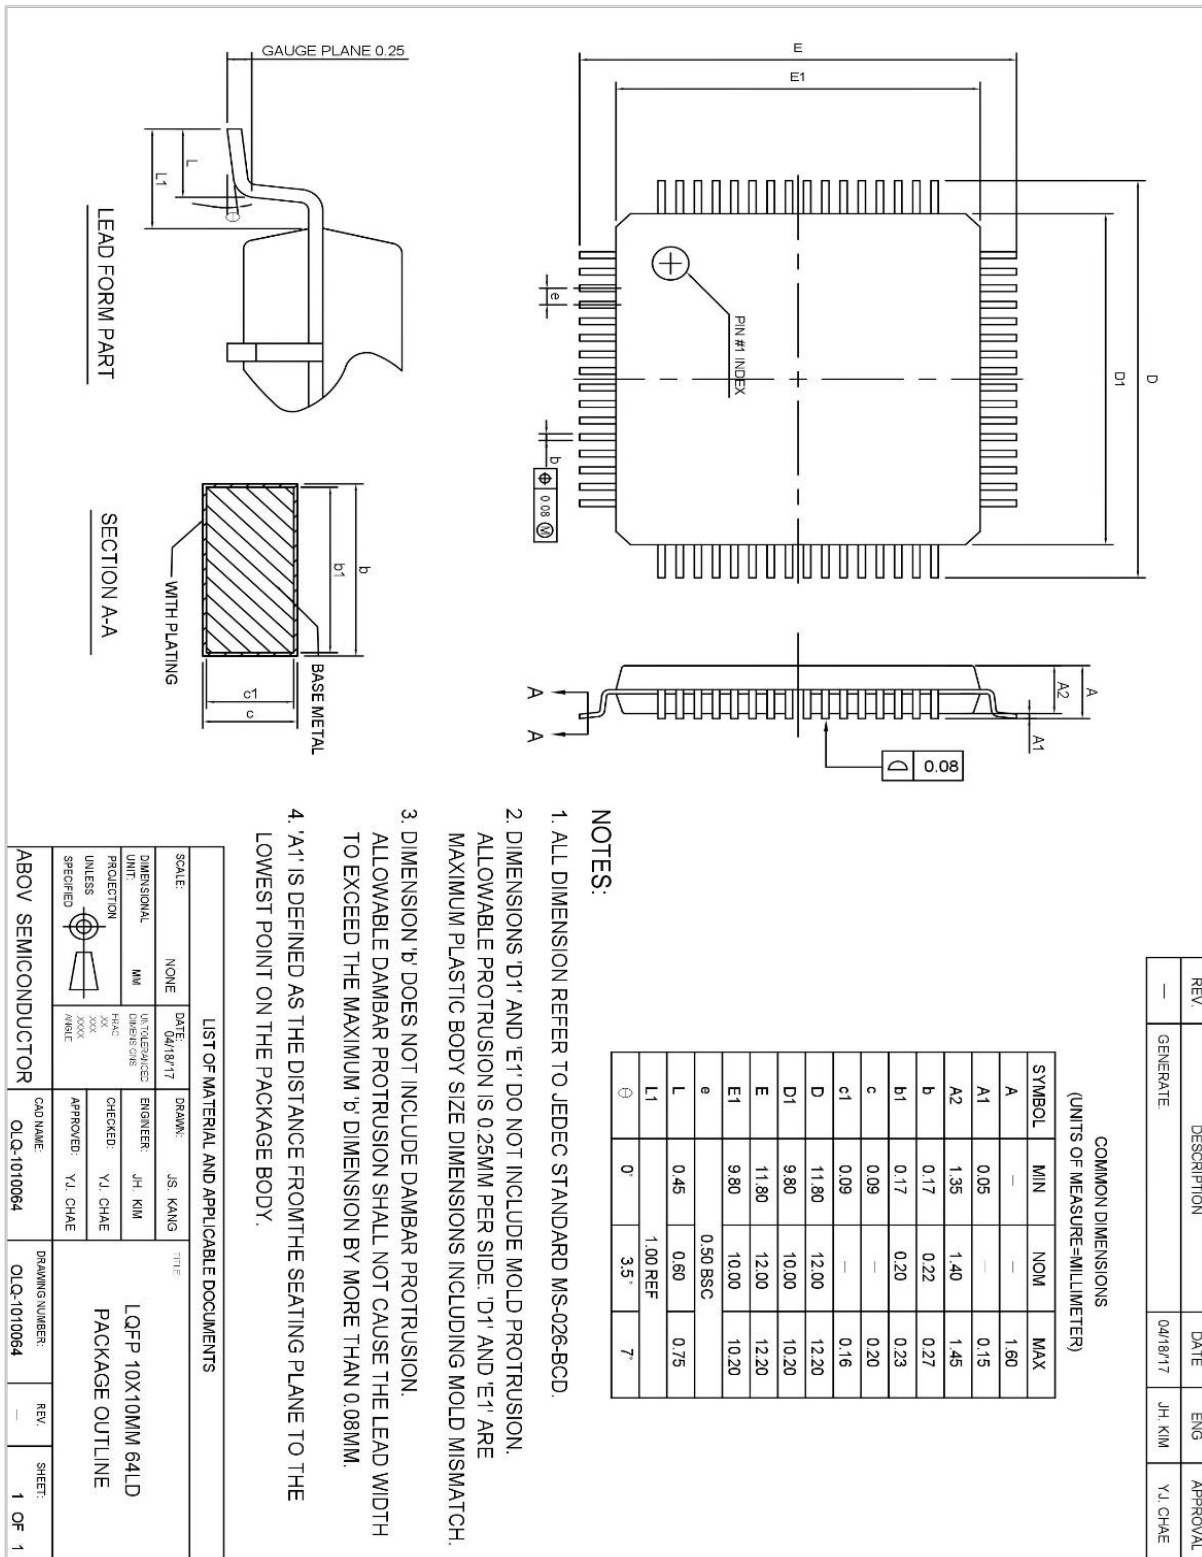 GAUGE PLANE 0.25
L
L1
θ
LEAD FORM PART
E
E1
D
D1
PIN #1 INDEX
e
b
⌖ 0.08 Ⓜ
b
b1
BASE METAL
WITH PLATING
c1
c
SECTION A-A
A
A2
A1
A A
0.08
REV. DESCRIPTION DATE ENG APPROVAL
— GENERATE. 04/18/'17 JH. KIM YJ. CHAE
COMMON DIMENSIONS
(UNITS OF MEASURE=MILLIMETER)
SYMBOL MIN NOM MAX
A — — 1.60
A1 0.05 — 0.15
A2 1.35 1.40 1.45
b 0.17 0.22 0.27
b1 0.17 0.20 0.23
c 0.09 — 0.20
c1 0.09 — 0.16
D 11.80 12.00 12.20
D1 9.80 10.00 10.20
E 11.80 12.00 12.20
E1 9.80 10.00 10.20
e 0.50 BSC
L 0.45 0.60 0.75
L1 1.00 REF
θ 0° 3.5° 7°
NOTES:
1. ALL DIMENSION REFER TO JEDEC STANDARD MS-026-BCD.
2. DIMENSIONS 'D1' AND 'E1' DO NOT INCLUDE MOLD PROTRUSION.
ALLOWABLE PROTRUSION IS 0.25MM PER SIDE. 'D1' AND 'E1' ARE
MAXIMUM PLASTIC BODY SIZE DIMENSIONS INCLUDING MOLD MISMATCH.
3. DIMENSION 'b' DOES NOT INCLUDE DAMBAR PROTRUSION.
ALLOWABLE DAMBAR PROTRUSION SHALL NOT CAUSE THE LEAD WIDTH
TO EXCEED THE MAXIMUM 'b' DIMENSION BY MORE THAN 0.08MM.
4. 'A1' IS DEFINED AS THE DISTANCE FROMTHE SEATING PLANE TO THE
LOWEST POINT ON THE PACKAGE BODY.
LIST OF MATERIAL AND APPLICABLE DOCUMENTS
SCALE: NONE
DATE: 04/18/'17
DRAWN: JS. KANG
TITLE
DIMENSIONAL UNIT: MM
UNTOLERANCED
DIMENSIONS
FRAC
.XX
.XXX
.XXXX
ANGLE
ENGINEER: JH. KIM
CHECKED: YJ. CHAE
APPROVED: YJ. CHAE
PROJECTION
UNLESS
SPECIFIED
LQFP 10X10MM 64LD
PACKAGE OUTLINE
ABOV SEMICONDUCTOR
CAD NAME: OLQ-1010064
DRAWING NUMBER: OLQ-1010064
REV. —
SHEET: 1 OF 1